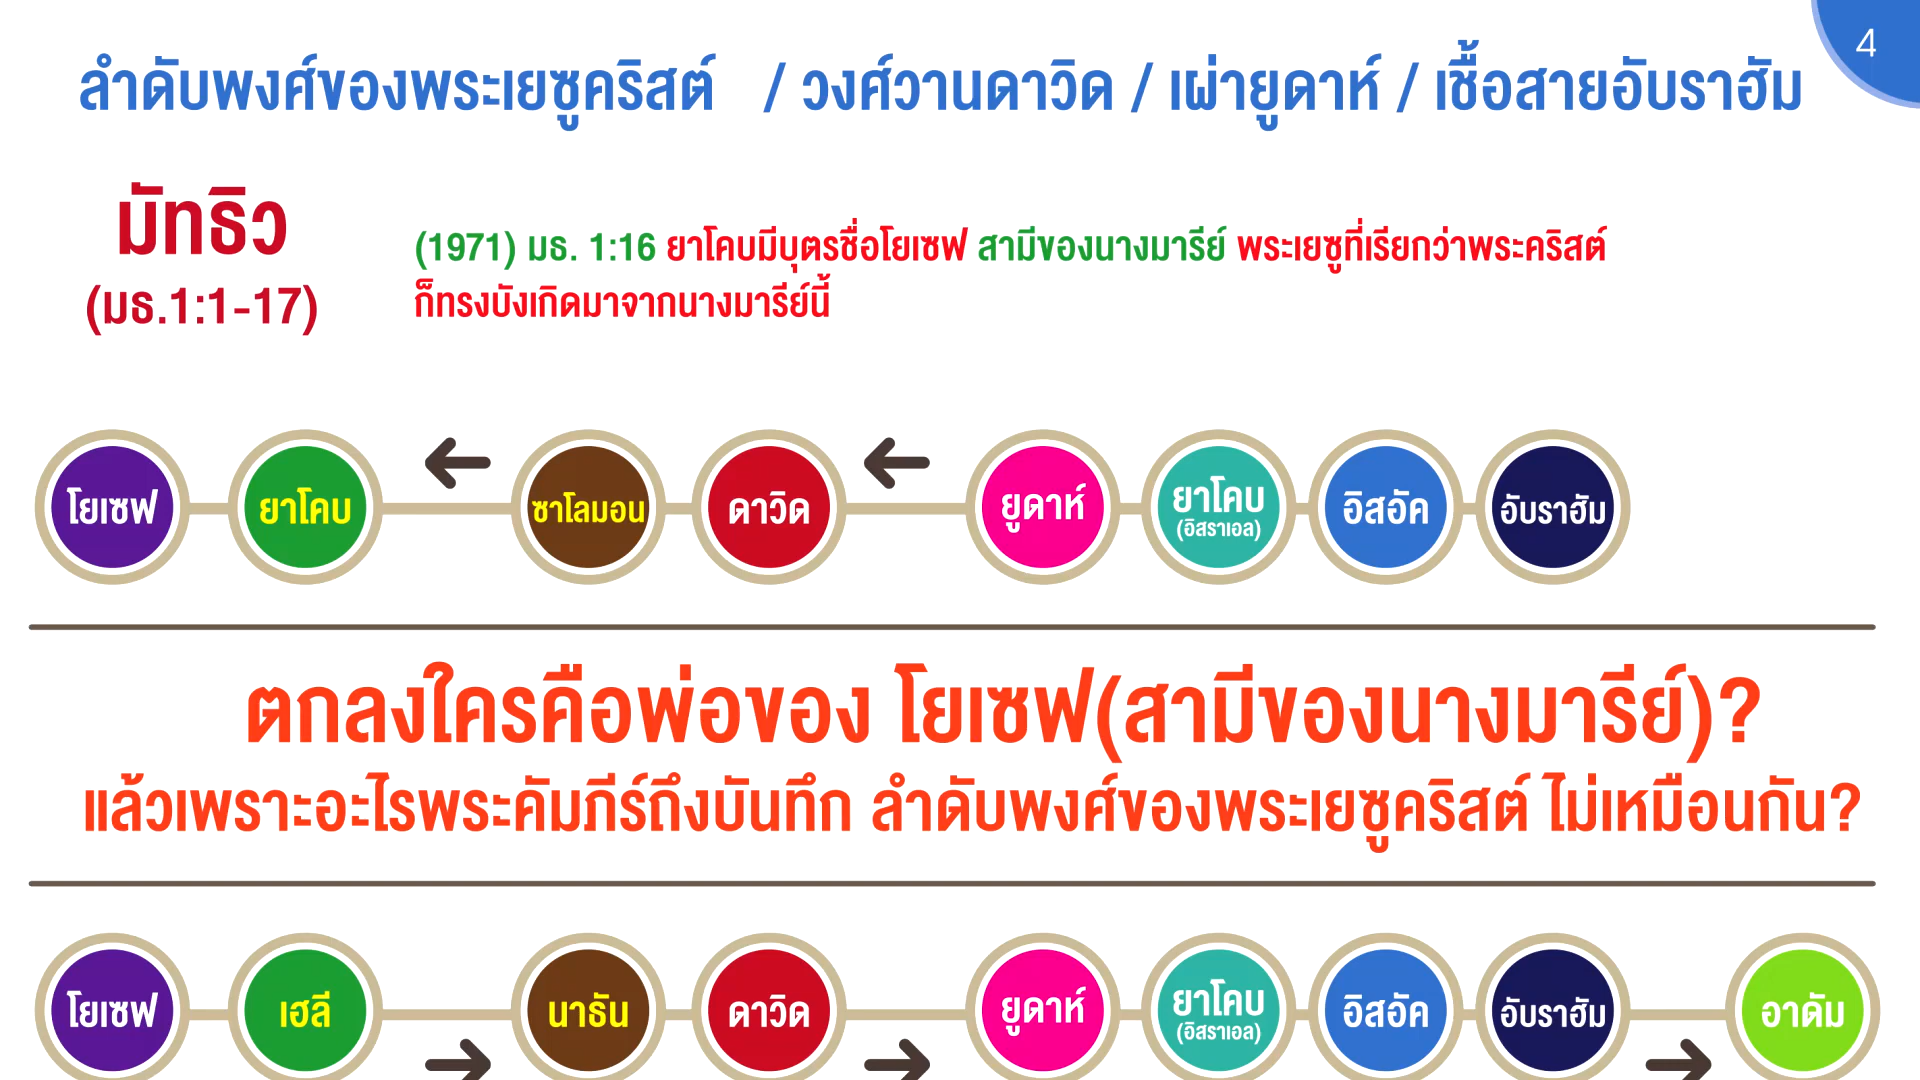 4
ลำดับพงศ์ของพระเยซูคริสต์ / วงศ์วานดาวิด / เผ่ายูดาห์ / เชื้อสายอับราฮัม
มัทธิว
(มธ.1:1-17)
(1971) มธ. 1:16 ยาโคบมีบุตรชื่อโยเซฟ สามีของนางมารีย์ พระเยซูที่เรียกว่าพระคริสต์
ก็ทรงบังเกิดมาจากนางมารีย์นี้
โยเซฟ ยาโคบ ซาโลมอน ดาวิด ยูดาห์ ยาโคบ อิสอัค อับราฮัม
(อิสราเอล)
ตกลงใครคือพ่อของ โยเซฟ(สามีของนางมารีย์)?
แล้วเพราะอะไรพระคัมภีร์ถึงบันทึก ลำดับพงศ์ของพระเยซูคริสต์ ไม่เหมือนกัน?
โยเซฟ เฮลี นาธัน ดาวิด ยูดาห์ ยาโคบ อิสอัค อับราฮัม อาดัม
(อิสราเอล)